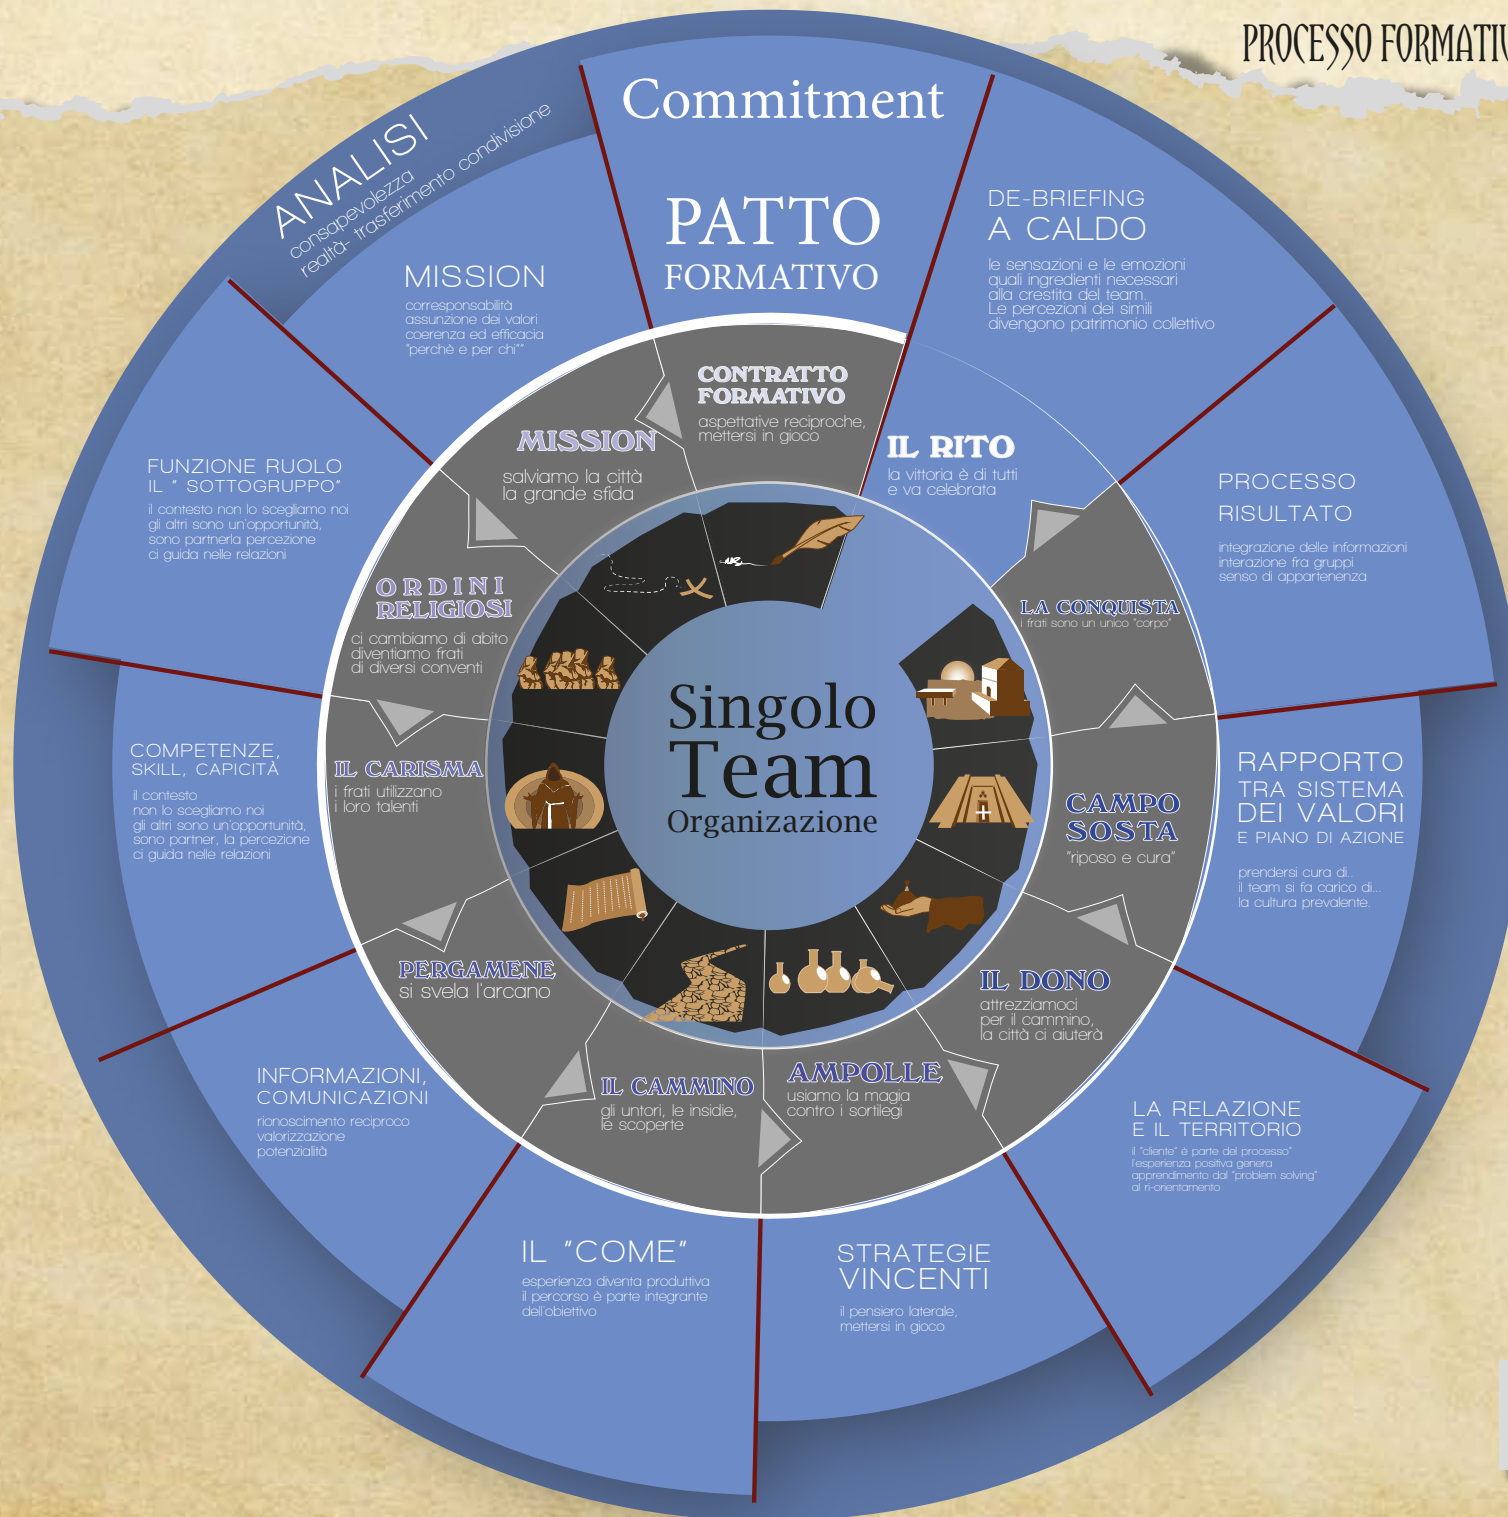 PROCESSO FORMATIV
Commitment
PATTO
FORMATIVO
ANALISI
consapevolezza
realtà- trasferimento condivisione
MISSION
corresponsabilità
assunzione dei valori
coerenza ed efficacia
"perchè e per chi""
DE-BRIEFING
A CALDO
le sensazioni e le emozioni
quali ingredienti necessari
alla crestita del team.
Le percezioni dei simili
divengono patrimonio collettivo
PROCESSO
RISULTATO
integrazione delle informazioni
interazione fra gruppi
senso di appartenenza
RAPPORTO
TRA SISTEMA
DEI VALORI
E PIANO DI AZIONE
prendersi cura di..
il team si fa carico di...
la cultura prevalente.
LA RELAZIONE
E IL TERRITORIO
il "cliente" è parte del processo"
l'esperienza positiva genera
apprendimento dal "problem solving"
al ri-orientamento
STRATEGIE
VINCENTI
il pensiero laterale,
mettersi in gioco
IL "COME"
esperienza diventa produttiva
il percorso è parte integrante
dell'obiettivo
INFORMAZIONI,
COMUNICAZIONI
rionoscimento reciproco
valorizzazione
potenzialità
COMPETENZE,
SKILL, CAPICITÀ
il contesto
non lo scegliamo noi
gli altri sono un'opportunità,
sono partner, la percezione
ci guida nelle relazioni
FUNZIONE RUOLO
IL " SOTTOGRUPPO"
il contesto non lo scegliamo noi
gli altri sono un'opportunità,
sono partnerla percezione
ci guida nelle relazioni
CONTRATTO
FORMATIVO
aspettative reciproche,
mettersi in gioco
IL RITO
la vittoria è di tutti
e va celebrata
LA CONQUISTA
i frati sono un unico "corpo"
CAMPO
SOSTA
"riposo e cura"
IL DONO
attrezziamoci
per il cammino,
la città ci aiuterà
AMPOLLE
usiamo la magia
contro i sortilegi
IL CAMMINO
gli untori, le insidie,
le scoperte
PERGAMENE
si svela l'arcano
IL CARISMA
i frati utilizzano
i loro talenti
ORDINI
RELIGIOSI
ci cambiamo di abito
diventiamo frati
di diversi conventi
MISSION
salviamo la città
la grande sfida
Singolo
Team
Organizazione